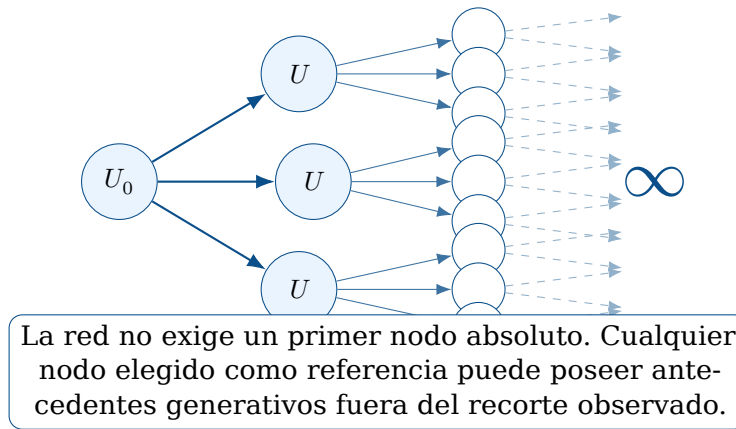 U
U₀
U
∞
U
La red no exige un primer nodo absoluto. Cualquier
nodo elegido como referencia puede poseer ante-
cedentes generativos fuera del recorte observado.